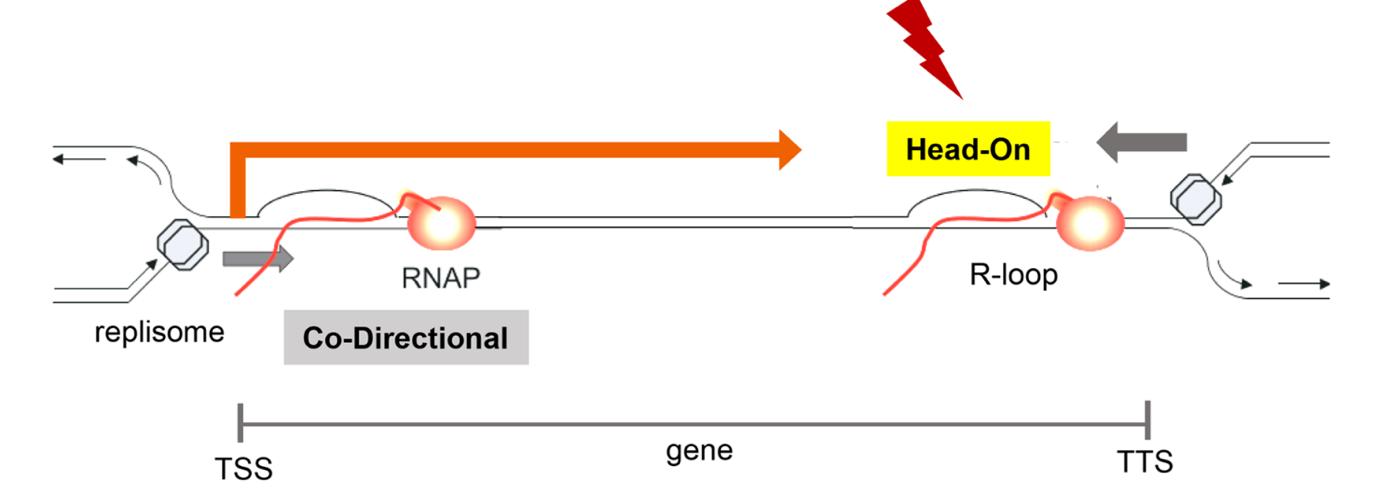 Head-On
RNAP
R-loop
replisome
Co-Directional
gene
TSS
TTS